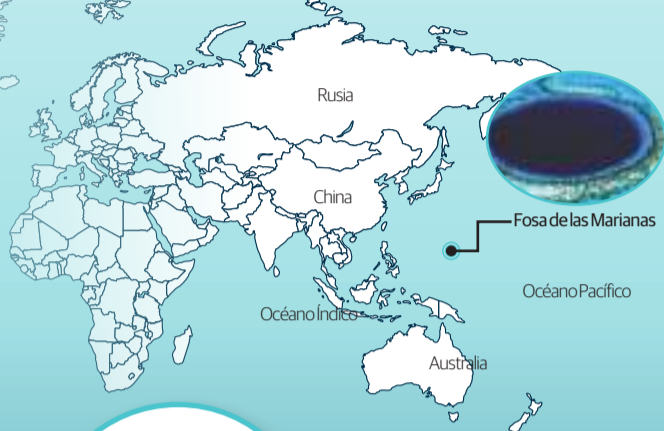 Rusia
China
Fosa de las Marianas
Océano Pacífico
Océano Índico
Australia